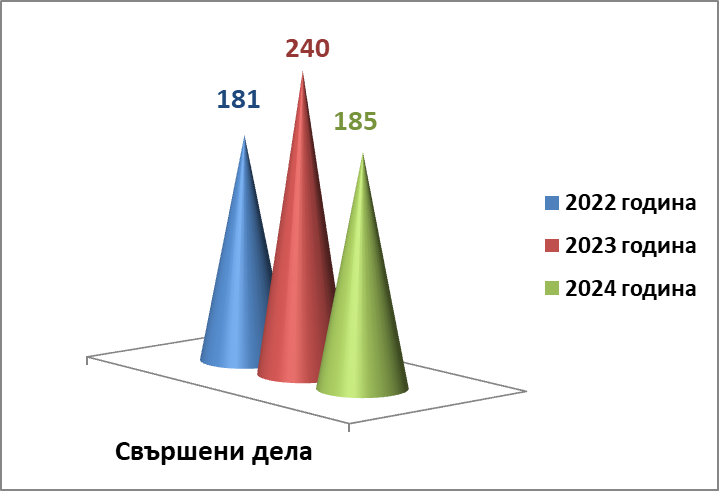 240
181
185
2022 година
2023 година
2024 година
Свършени дела